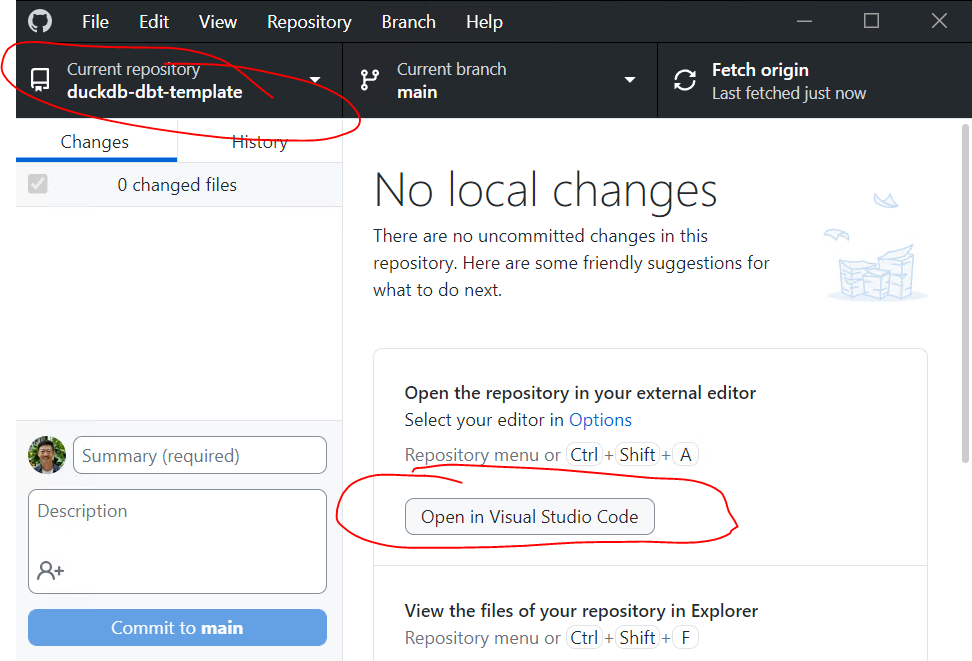 File Edit View Repository Branch Help
Current repository
duckdb-dbt-template
Current branch
main
Fetch origin
Last fetched just now
Changes History
0 changed files
No local changes
There are no uncommitted changes in this
repository. Here are some friendly suggestions for
what to do next.
Open the repository in your external editor
Select your editor in Options
Repository menu or Ctrl + Shift + A
Open in Visual Studio Code
View the files of your repository in Explorer
Repository menu or Ctrl + Shift + F
Summary (required)
Description
Commit to main